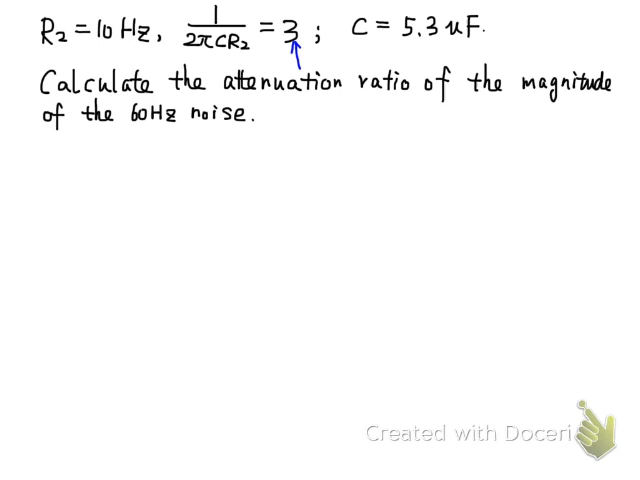 R₂ = 10 Hz, 1/(2πCR₂) = 3 ; C = 5.3 uF.
Calculate the attenuation ratio of the magnitude
of the 60Hz noise.
Created with Doceri